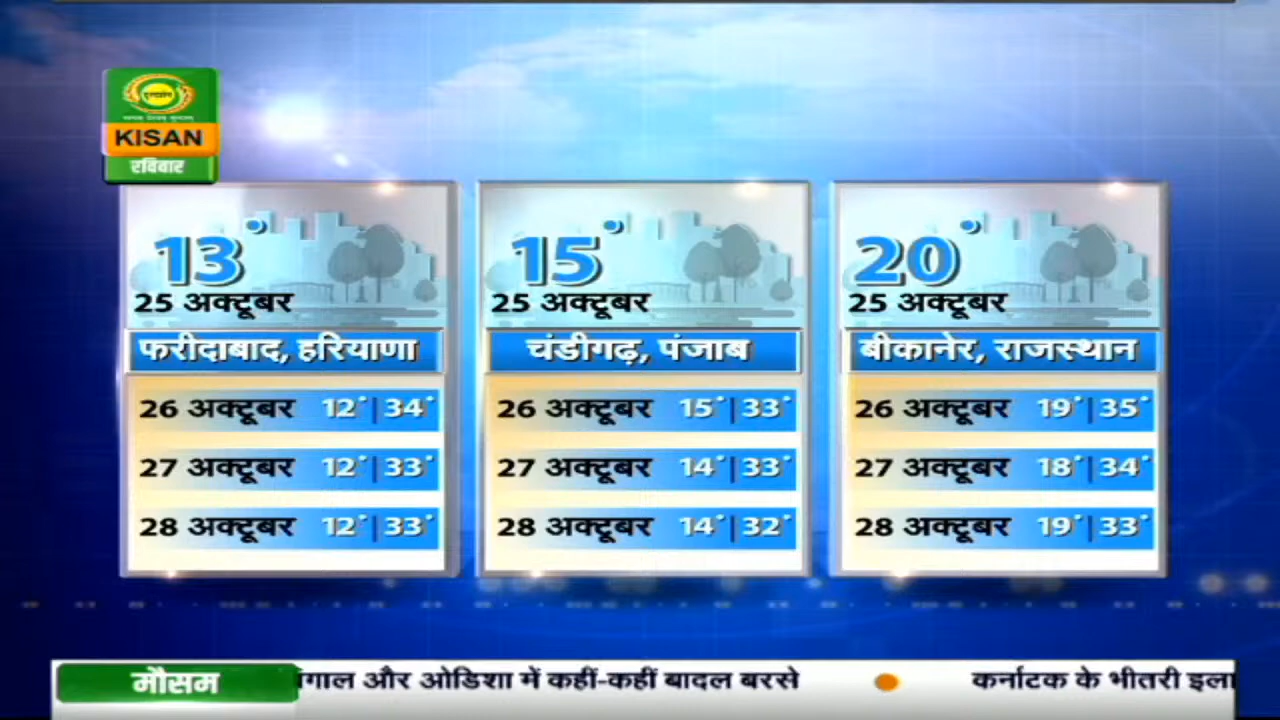 दूरदर्शन
KISAN
रविवार
13°
25 अक्टूबर
फरीदाबाद, हरियाणा
26 अक्टूबर 12° | 34°
27 अक्टूबर 12° | 33°
28 अक्टूबर 12° | 33°
15°
25 अक्टूबर
चंडीगढ़, पंजाब
26 अक्टूबर 15° | 33°
27 अक्टूबर 14° | 33°
28 अक्टूबर 14° | 32°
20°
25 अक्टूबर
बीकानेर, राजस्थान
26 अक्टूबर 19° | 35°
27 अक्टूबर 18° | 34°
28 अक्टूबर 19° | 33°
मौसम
गाल और ओडिशा में कहीं-कहीं बादल बरसे
कर्नाटक के भीतरी इला